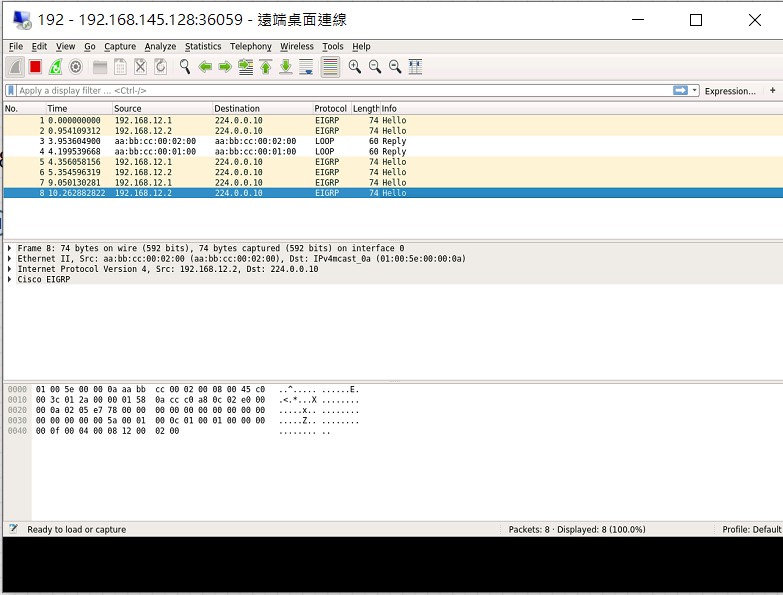 192 - 192.168.145.128:36059 - 遠端桌面連線
File Edit View Go Capture Analyze Statistics Telephony Wireless Tools Help
Apply a display filter ... <Ctrl-/> Expression... +
No. Time Source Destination Protocol Length Info
1 0.000000000 192.168.12.1 224.0.0.10 EIGRP 74 Hello
2 0.954109312 192.168.12.2 224.0.0.10 EIGRP 74 Hello
3 3.953604900 aa:bb:cc:00:02:00 aa:bb:cc:00:02:00 LOOP 60 Reply
4 4.199539668 aa:bb:cc:00:01:00 aa:bb:cc:00:01:00 LOOP 60 Reply
5 4.356058156 192.168.12.1 224.0.0.10 EIGRP 74 Hello
6 5.354596319 192.168.12.2 224.0.0.10 EIGRP 74 Hello
7 9.050130281 192.168.12.1 224.0.0.10 EIGRP 74 Hello
8 10.262882822 192.168.12.2 224.0.0.10 EIGRP 74 Hello
Frame 8: 74 bytes on wire (592 bits), 74 bytes captured (592 bits) on interface 0
Ethernet II, Src: aa:bb:cc:00:02:00 (aa:bb:cc:00:02:00), Dst: IPv4mcast_0a (01:00:5e:00:00:0a)
Internet Protocol Version 4, Src: 192.168.12.2, Dst: 224.0.0.10
Cisco EIGRP
0000 01 00 5e 00 00 0a aa bb cc 00 02 00 08 00 45 c0 ..^..... ......E.
0010 00 3c 01 2a 00 00 01 58 0a cc c0 a8 0c 02 e0 00 .<.*...X ........
0020 00 0a 02 05 e7 78 00 00 00 00 00 00 00 00 00 00 .....x.. ........
0030 00 00 00 00 00 5a 00 01 00 0c 01 00 01 00 00 00 .....Z.. ........
0040 00 0f 00 04 00 08 12 00 02 00 ........ ..
Ready to load or capture Packets: 8 · Displayed: 8 (100.0%) Profile: Default